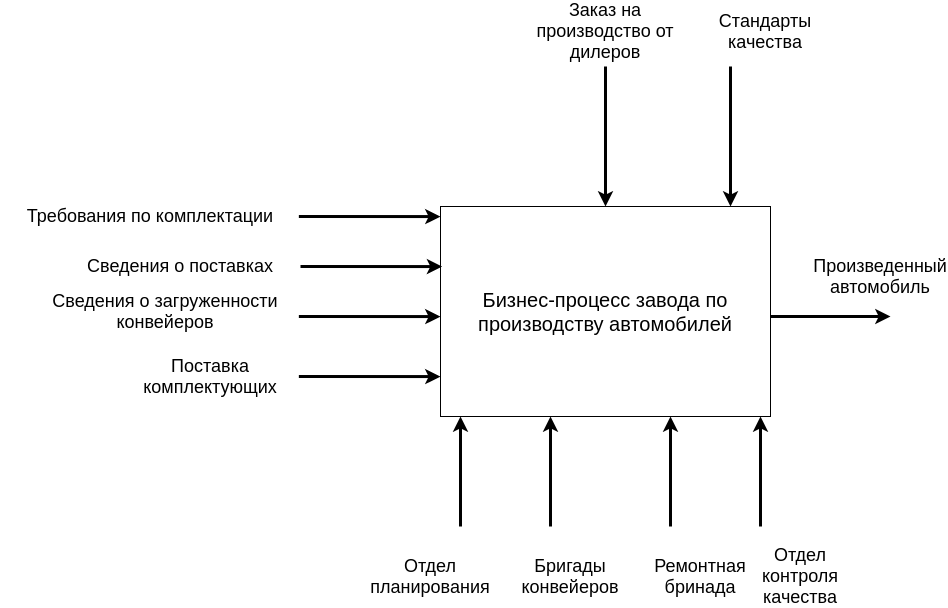 Заказ на
производство от
дилеров
Стандарты
качества
Требования по комплектации
Сведения о поставках
Сведения о загруженности
конвейеров
Поставка
комплектующих
Бизнес-процесс завода по
производству автомобилей
Произведенный
автомобиль
Отдел
планирования
Бригады
конвейеров
Ремонтная
бринада
Отдел
контроля
качества